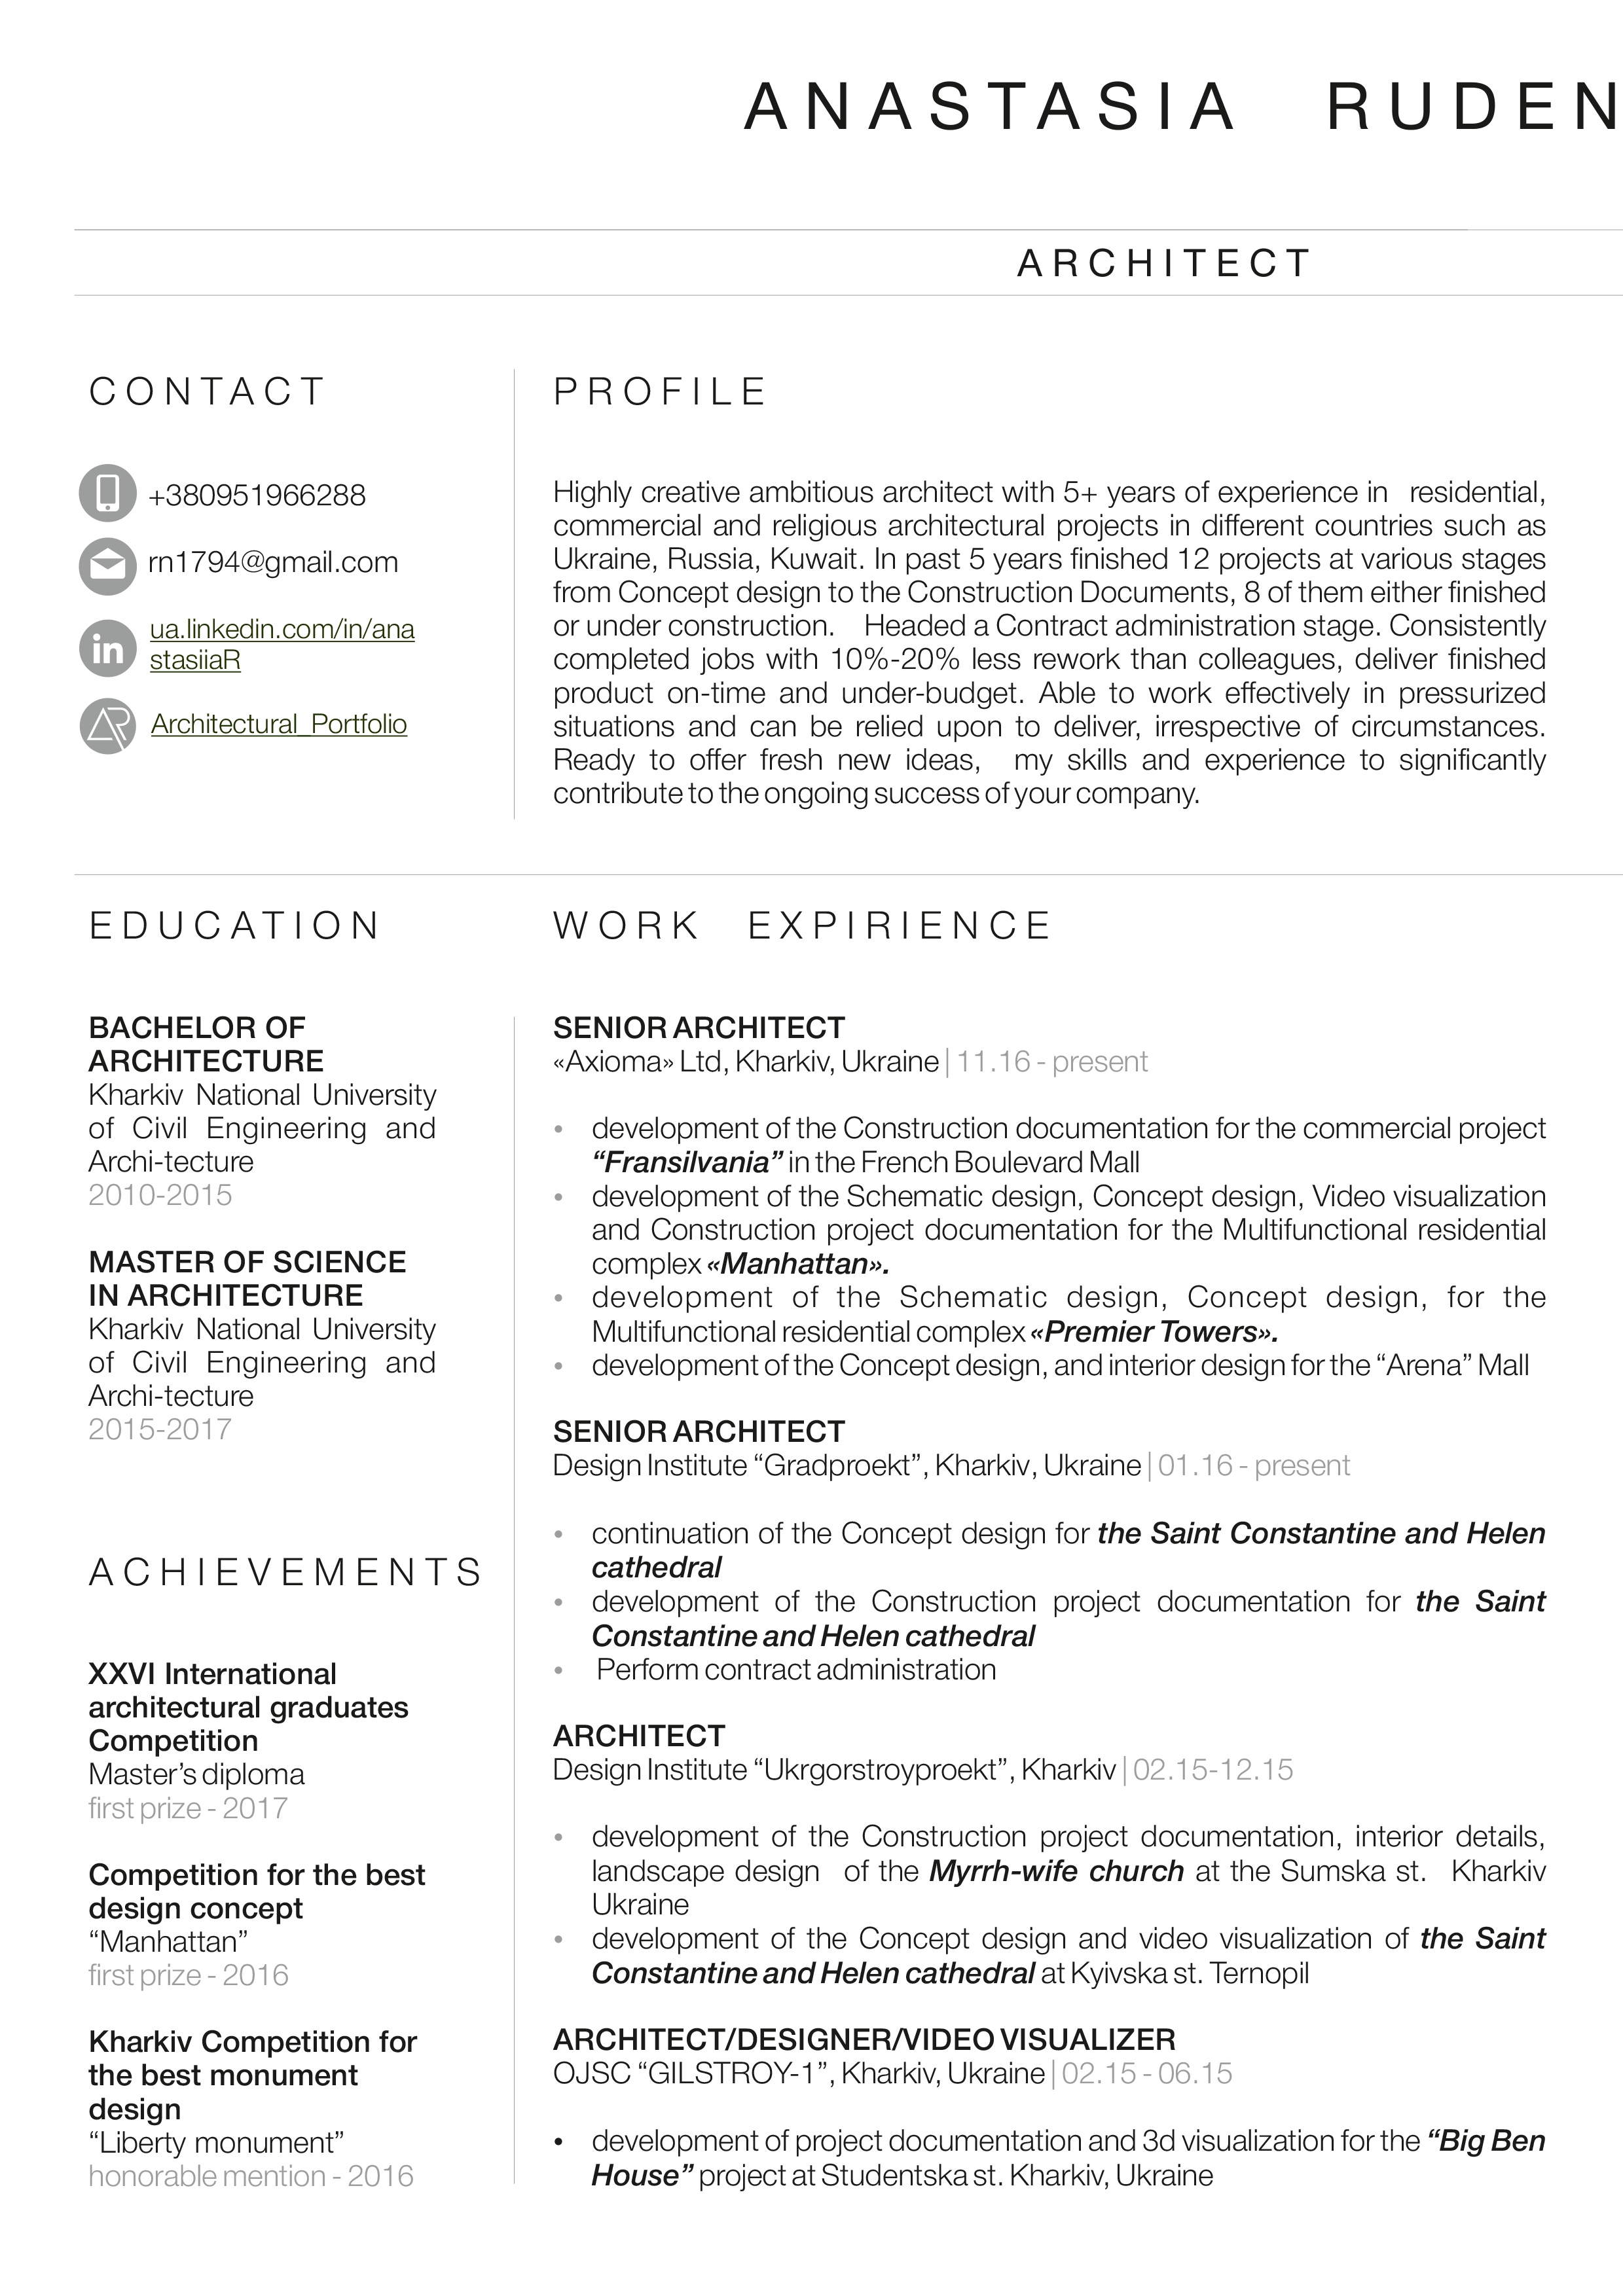 ANASTASIA RUDEN
ARCHITECT
CONTACT
+380951966288
rn1794@gmail.com
ua.linkedin.com/in/ana
stasiiaR
Architectural_Portfolio
PROFILE
Highly creative ambitious architect with 5+ years of experience in residential,
commercial and religious architectural projects in different countries such as
Ukraine, Russia, Kuwait. In past 5 years finished 12 projects at various stages
from Concept design to the Construction Documents, 8 of them either finished
or under construction. Headed a Contract administration stage. Consistently
completed jobs with 10%-20% less rework than colleagues, deliver finished
product on-time and under-budget. Able to work effectively in pressurized
situations and can be relied upon to deliver, irrespective of circumstances.
Ready to offer fresh new ideas, my skills and experience to significantly
contribute to the ongoing success of your company.
EDUCATION
BACHELOR OF
ARCHITECTURE
Kharkiv National University
of Civil Engineering and
Archi-tecture
2010-2015
MASTER OF SCIENCE
IN ARCHITECTURE
Kharkiv National University
of Civil Engineering and
Archi-tecture
2015-2017
ACHIEVEMENTS
XXVI International
architectural graduates
Competition
Master's diploma
first prize - 2017
Competition for the best
design concept
“Manhattan”
first prize - 2016
Kharkiv Competition for
the best monument
design
“Liberty monument”
honorable mention - 2016
WORK EXPIRIENCE
SENIOR ARCHITECT
«Axioma» Ltd, Kharkiv, Ukraine | 11.16 - present
• development of the Construction documentation for the commercial project
“Fransilvania” in the French Boulevard Mall
• development of the Schematic design, Concept design, Video visualization
and Construction project documentation for the Multifunctional residential
complex «Manhattan».
• development of the Schematic design, Concept design, for the
Multifunctional residential complex «Premier Towers».
• development of the Concept design, and interior design for the “Arena” Mall
SENIOR ARCHITECT
Design Institute “Gradproekt”, Kharkiv, Ukraine | 01.16 - present
• continuation of the Concept design for the Saint Constantine and Helen
cathedral
• development of the Construction project documentation for the Saint
Constantine and Helen cathedral
• Perform contract administration
ARCHITECT
Design Institute “Ukrgorstroyproekt”, Kharkiv | 02.15-12.15
• development of the Construction project documentation, interior details,
landscape design of the Myrrh-wife church at the Sumska st. Kharkiv
Ukraine
• development of the Concept design and video visualization of the Saint
Constantine and Helen cathedral at Kyivska st. Ternopil
ARCHITECT/DESIGNER/VIDEO VISUALIZER
OJSC “GILSTROY-1”, Kharkiv, Ukraine | 02.15 - 06.15
• development of project documentation and 3d visualization for the “Big Ben
House” project at Studentska st. Kharkiv, Ukraine